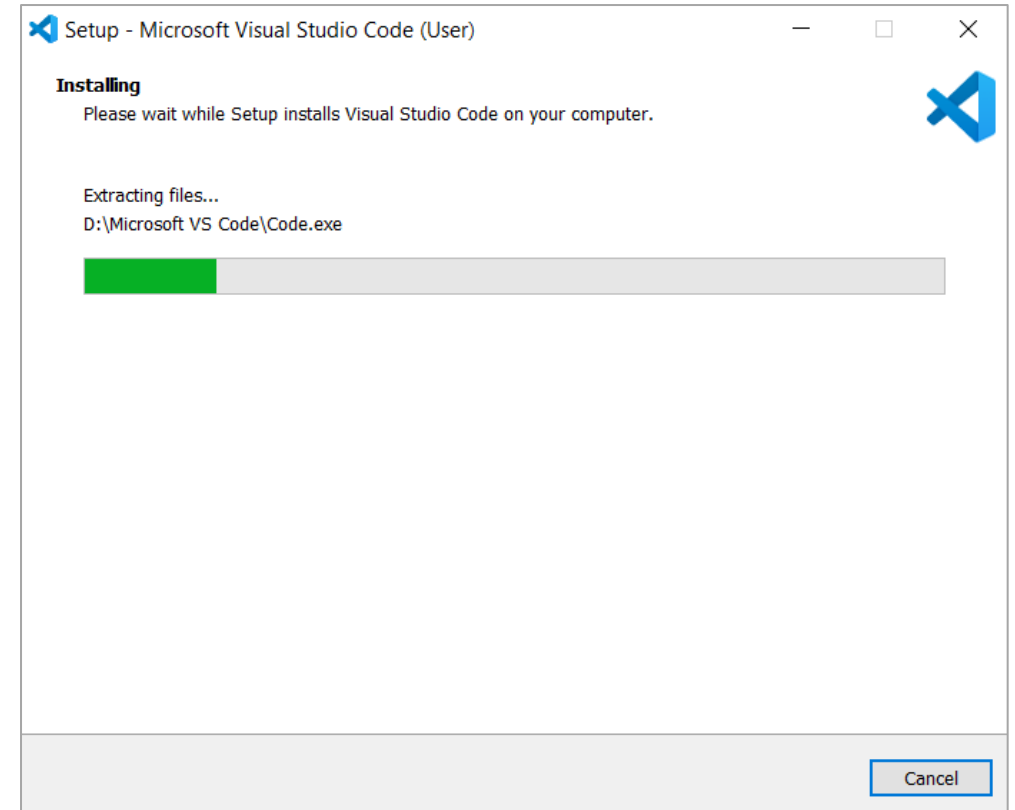 Setup - Microsoft Visual Studio Code (User)
Installing
Please wait while Setup installs Visual Studio Code on your computer.
Extracting files...
D:\Microsoft VS Code\Code.exe
Cancel